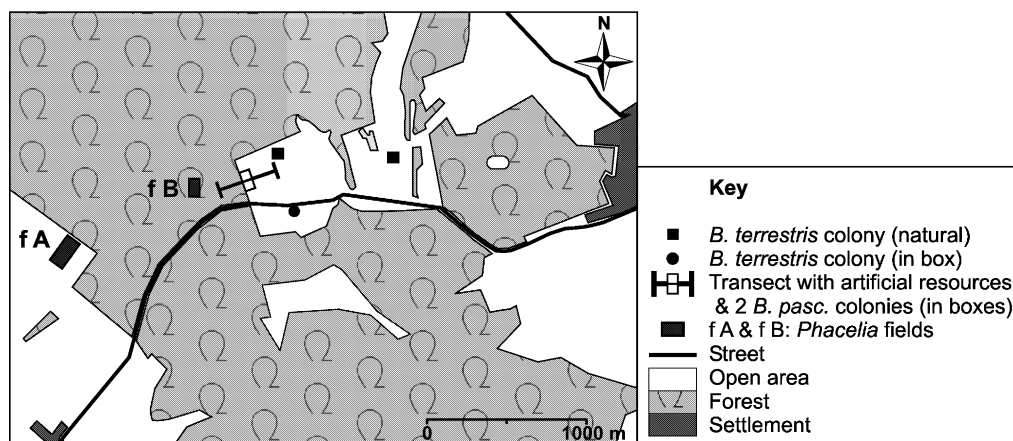 N
f B
f A
0 1000 m
Key
B. terrestris colony (natural)
B. terrestris colony (in box)
Transect with artificial resources
& 2 B. pasc. colonies (in boxes)
f A & f B: Phacelia fields
Street
Open area
Forest
Settlement